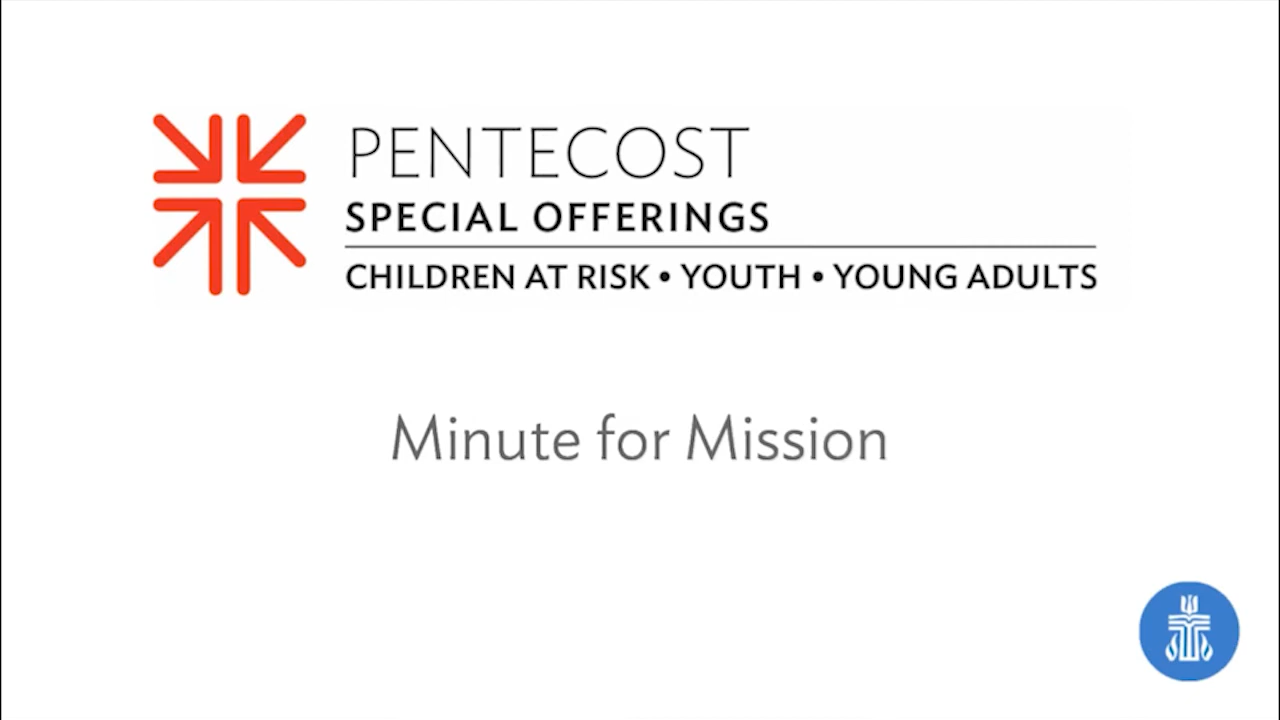 PENTECOST
SPECIAL OFFERINGS
CHILDREN AT RISK • YOUTH • YOUNG ADULTS
Minute for Mission